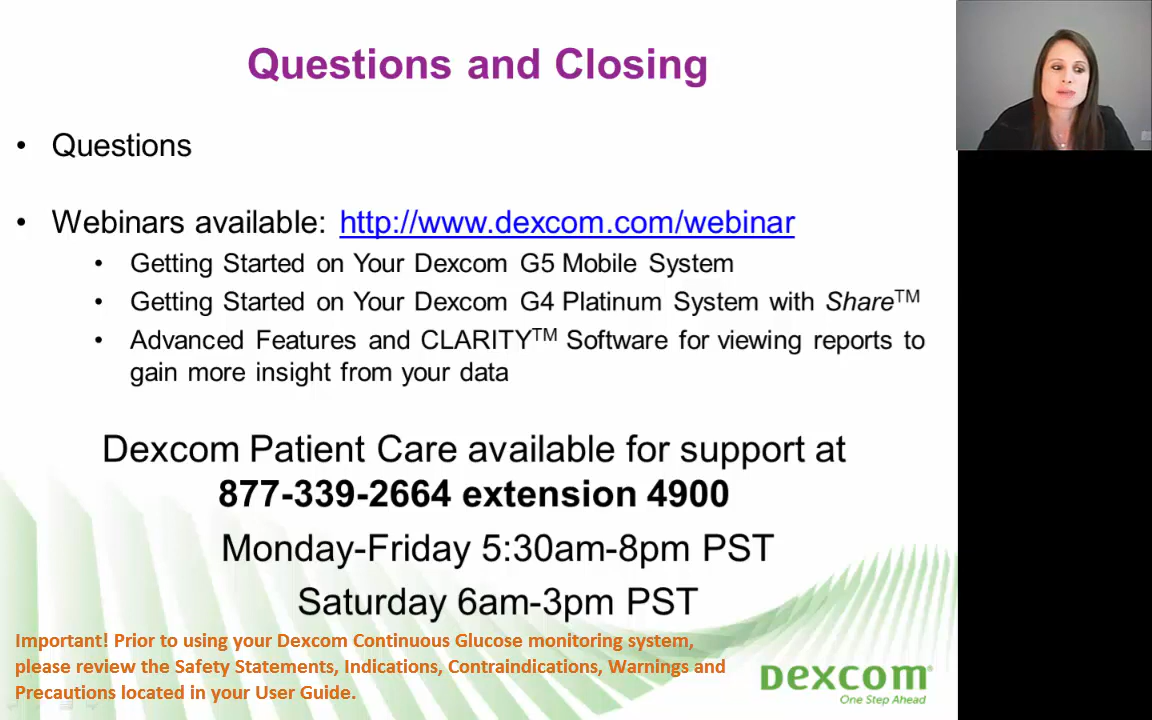 Questions and Closing
• Questions
• Webinars available: http://www.dexcom.com/webinar
• Getting Started on Your Dexcom G5 Mobile System
• Getting Started on Your Dexcom G4 Platinum System with Share™
• Advanced Features and CLARITY™ Software for viewing reports to
gain more insight from your data
Dexcom Patient Care available for support at
877-339-2664 extension 4900
Monday-Friday 5:30am-8pm PST
Saturday 6am-3pm PST
Important! Prior to using your Dexcom Continuous Glucose monitoring system,
please review the Safety Statements, Indications, Contraindications, Warnings and
Precautions located in your User Guide.
Dexcom®
One Step Ahead